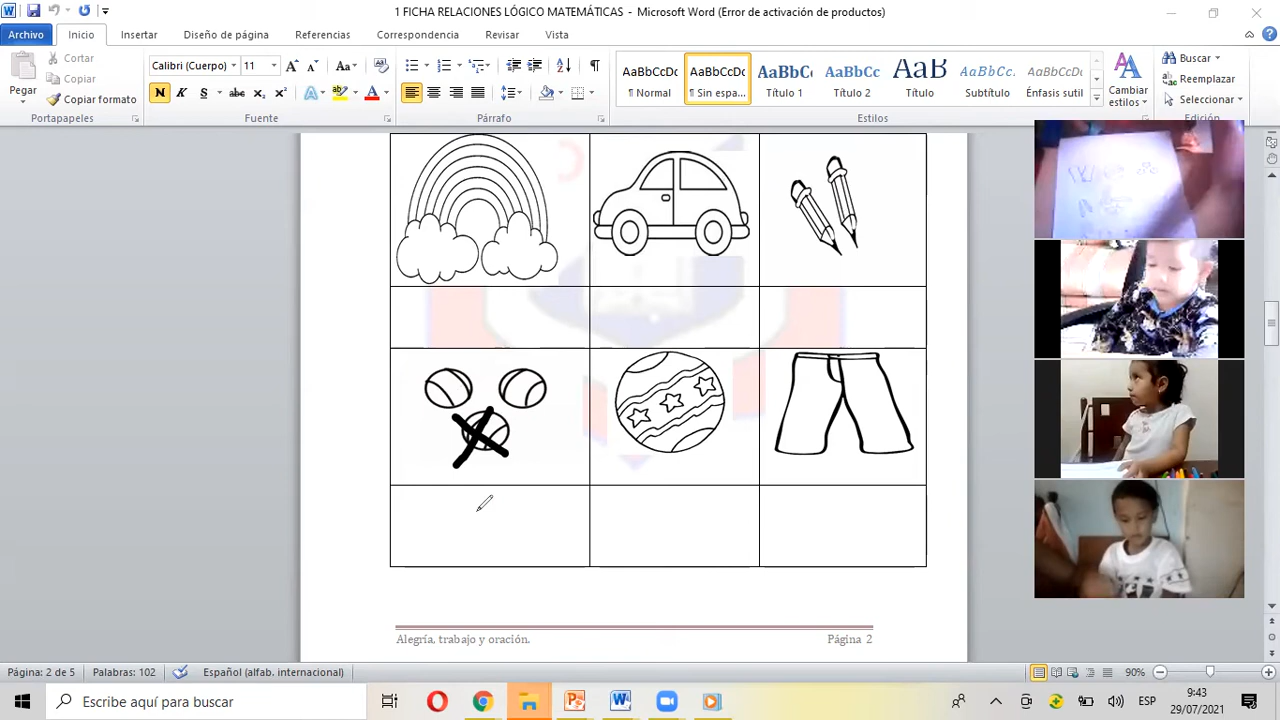 1 FICHA RELACIONES LÓGICO MATEMÁTICAS - Microsoft Word (Error de activación de productos)
Archivo Inicio Insertar Diseño de página Referencias Correspondencia Revisar Vista
Cortar
Copiar
Copiar formato
Pegar
Portapapeles
Calibri (Cuerpo) 11
Fuente
Párrafo
AaBbCcDc AaBbCcDc AaBbC AaBbCc AaB AaBbCc. AaBbCcDc
¶ Normal ¶ Sin espa... Título 1 Título 2 Título Subtítulo Énfasis sutil
Estilos
Cambiar estilos
Buscar
Reemplazar
Seleccionar
Edición
Alegría, trabajo y oración. Página 2
Página: 2 de 5 Palabras: 102 Español (alfab. internacional) 90%
Escribe aquí para buscar
ESP
9:43
29/07/2021